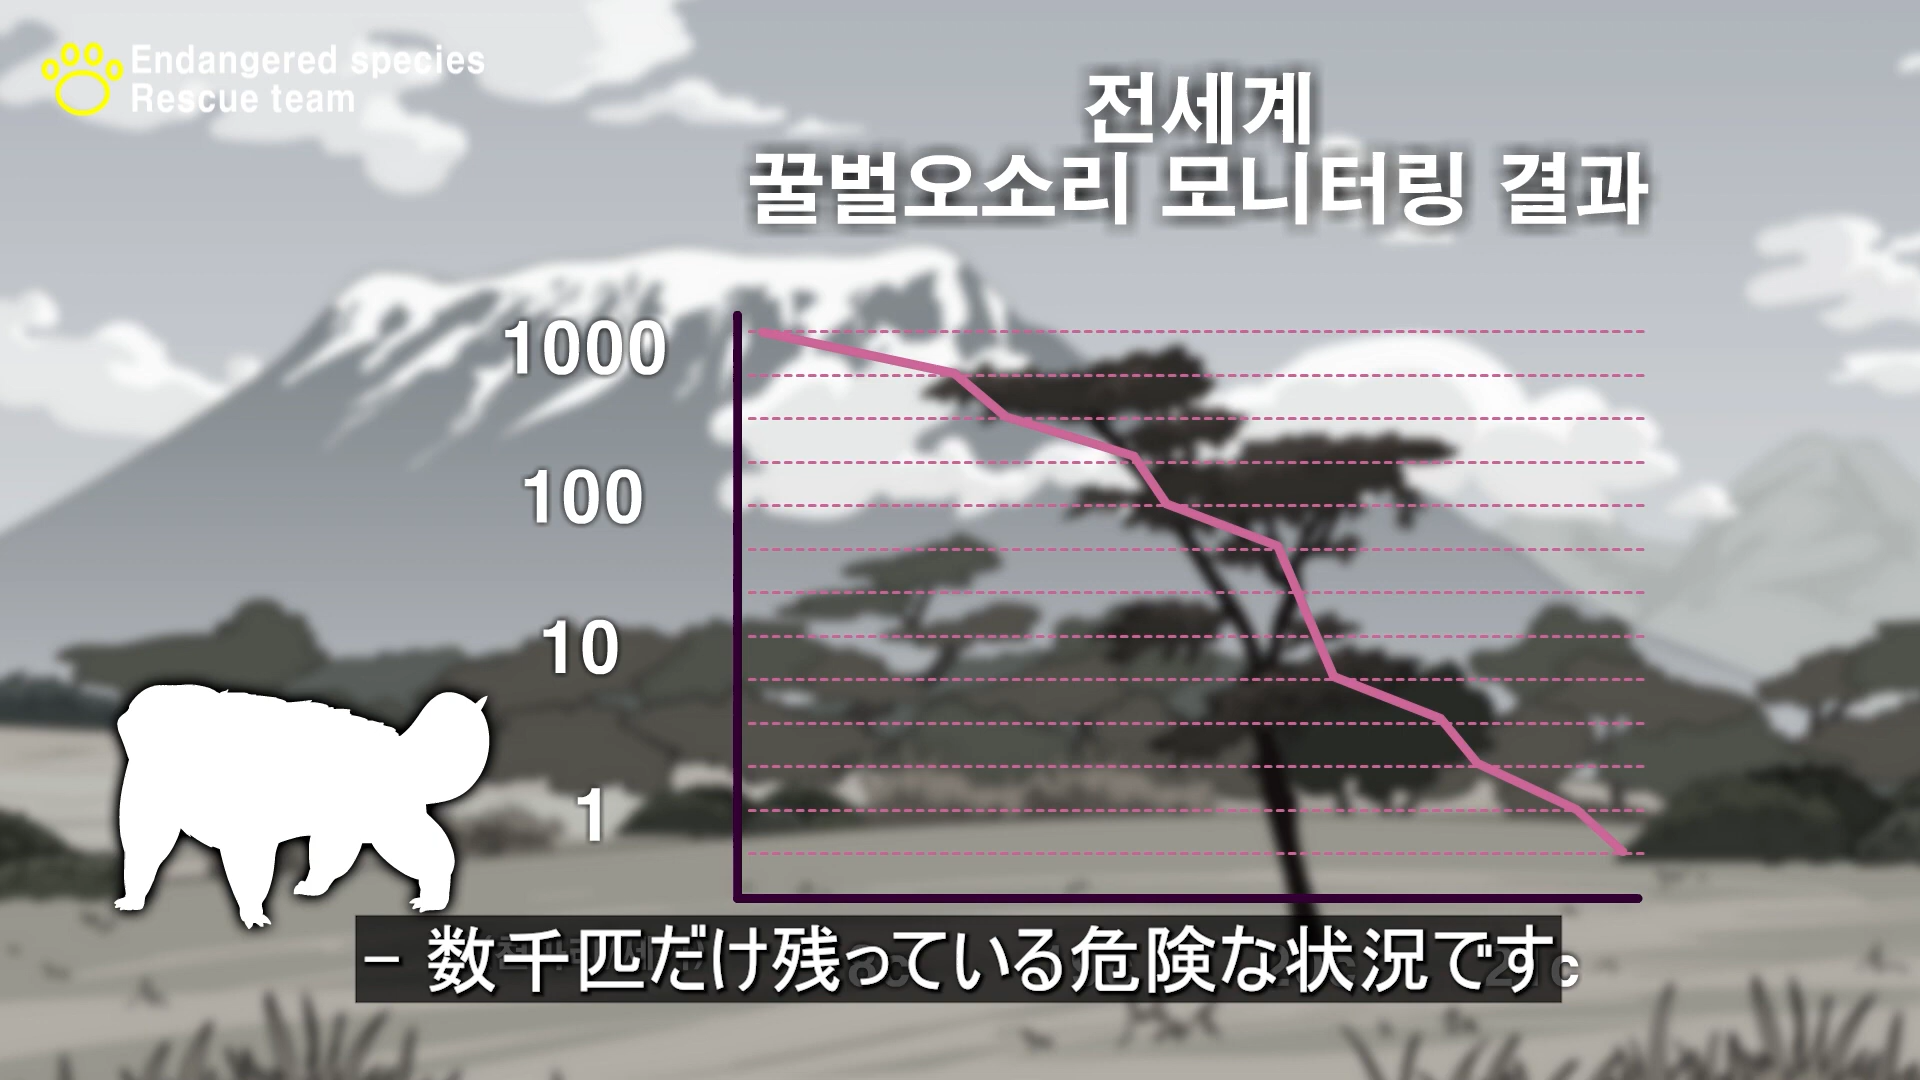 Endangered species
Rescue team
전세계
꿀벌오소리 모니터링 결과
1000
100
10
1
– 数千匹だけ残っている危険な状況です